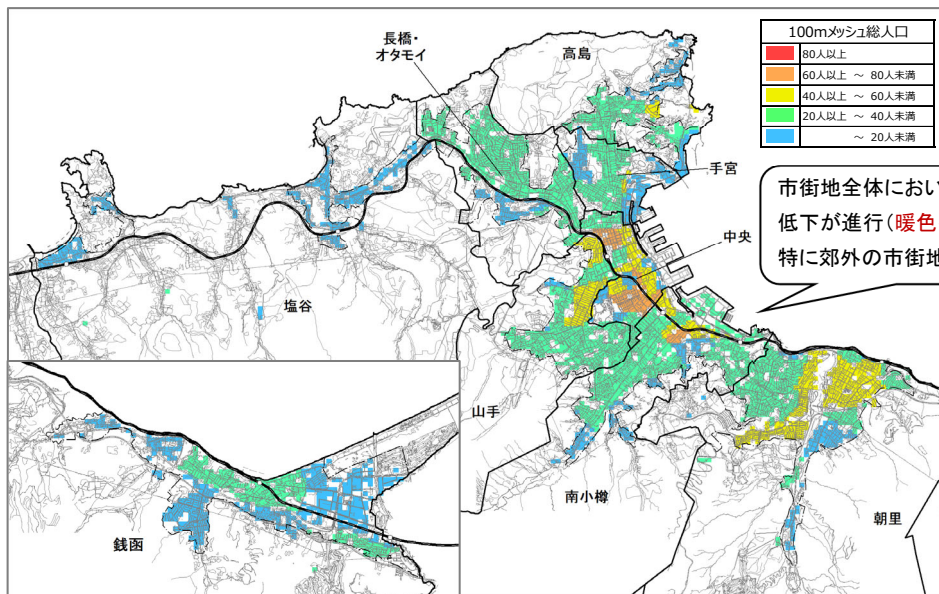 長橋・
オタモイ
高島
100mメッシュ総人口
80人以上
60人以上 ～ 80人未満
40人以上 ～ 60人未満
20人以上 ～ 40人未満
～ 20人未満
手宮
市街地全体におい
低下が進行(暖色
特に郊外の市街地
中央
塩谷
山手
南小樽
朝里
銭函